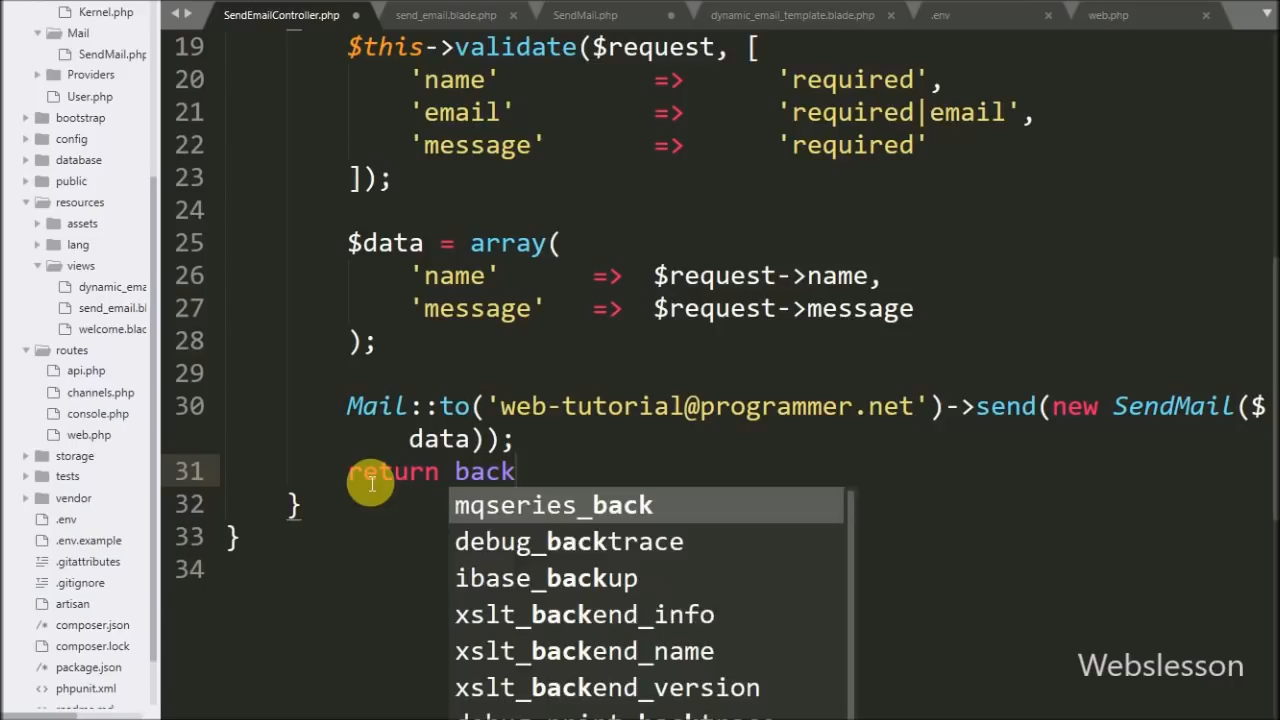 SendEmailController.php
send_email.blade.php
SendMail.php
dynamic_email_template.blade.php
.env
web.php
Kernel.php
Mail
SendMail.php
Providers
User.php
bootstrap
config
database
public
resources
assets
lang
views
dynamic_ema
send_email.bl
welcome.blac
routes
api.php
channels.php
console.php
web.php
storage
tests
vendor
.env
.env.example
.gitattributes
.gitignore
artisan
composer.json
composer.lock
package.json
phpunit.xml
readme.md
19 $this->validate($request, [
20 'name' => 'required',
21 'email' => 'required|email',
22 'message' => 'required'
23 ]);
24
25 $data = array(
26 'name' => $request->name,
27 'message' => $request->message
28 );
29
30 Mail::to('web-tutorial@programmer.net')->send(new SendMail($
data));
31 return back
32 }
33 }
34
mqseries_back
debug_backtrace
ibase_backup
xslt_backend_info
xslt_backend_name
xslt_backend_version
debug_print_backtrace
Webslesson